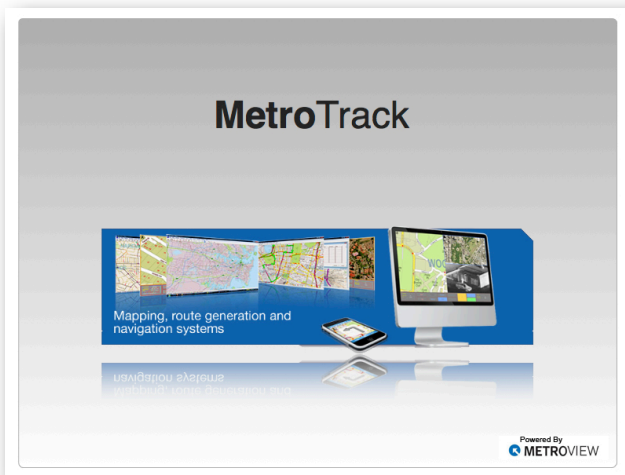 MetroTrack
Mapping, route generation and
navigation systems
Powered By
METROVIEW